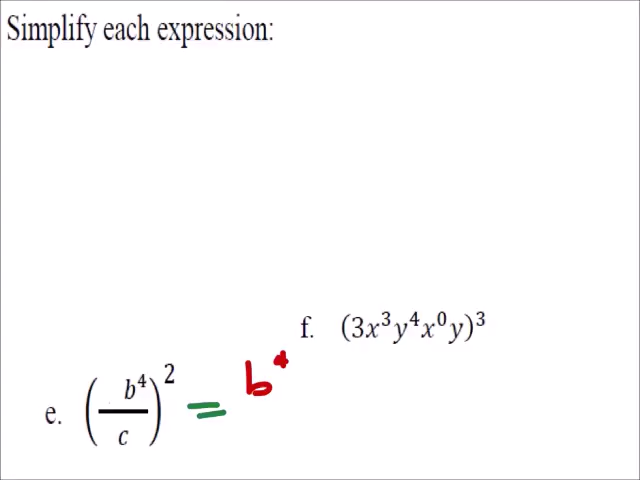 Simplify each expression:
f. (3x³y⁴x⁰y)³
e. (b⁴/c)² = b⁴